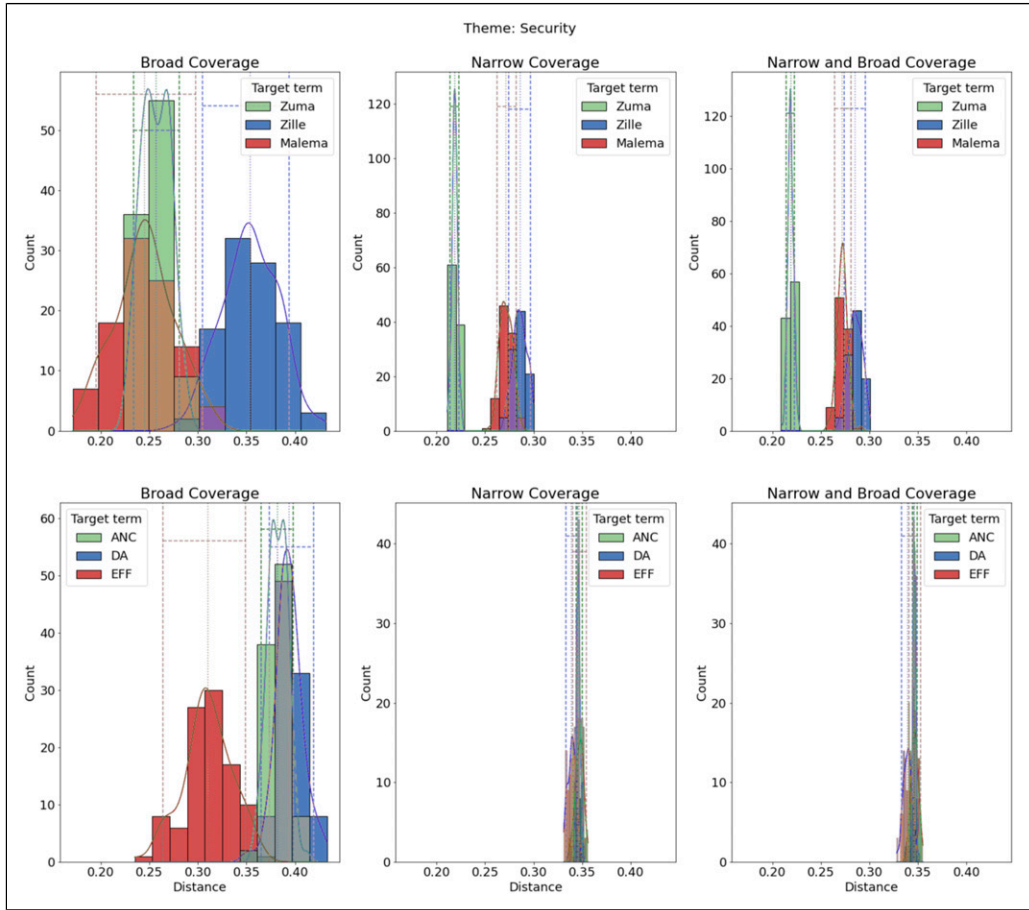 Theme: Security
Broad Coverage
Narrow Coverage
Narrow and Broad Coverage
Target term
Zuma
Zille
Malema
Target term
Zuma
Zille
Malema
Target term
Zuma
Zille
Malema
Count
50
40
30
20
10
0
Count
120
100
80
60
40
20
0
Count
120
100
80
60
40
20
0
0.20 0.25 0.30 0.35 0.40
0.20 0.25 0.30 0.35 0.40
0.20 0.25 0.30 0.35 0.40
Broad Coverage
Narrow Coverage
Narrow and Broad Coverage
Target term
ANC
DA
EFF
Target term
ANC
DA
EFF
Target term
ANC
DA
EFF
Count
60
50
40
30
20
10
0
Count
40
30
20
10
0
Count
40
30
20
10
0
0.20 0.25 0.30 0.35 0.40
Distance
0.20 0.25 0.30 0.35 0.40
Distance
0.20 0.25 0.30 0.35 0.40
Distance